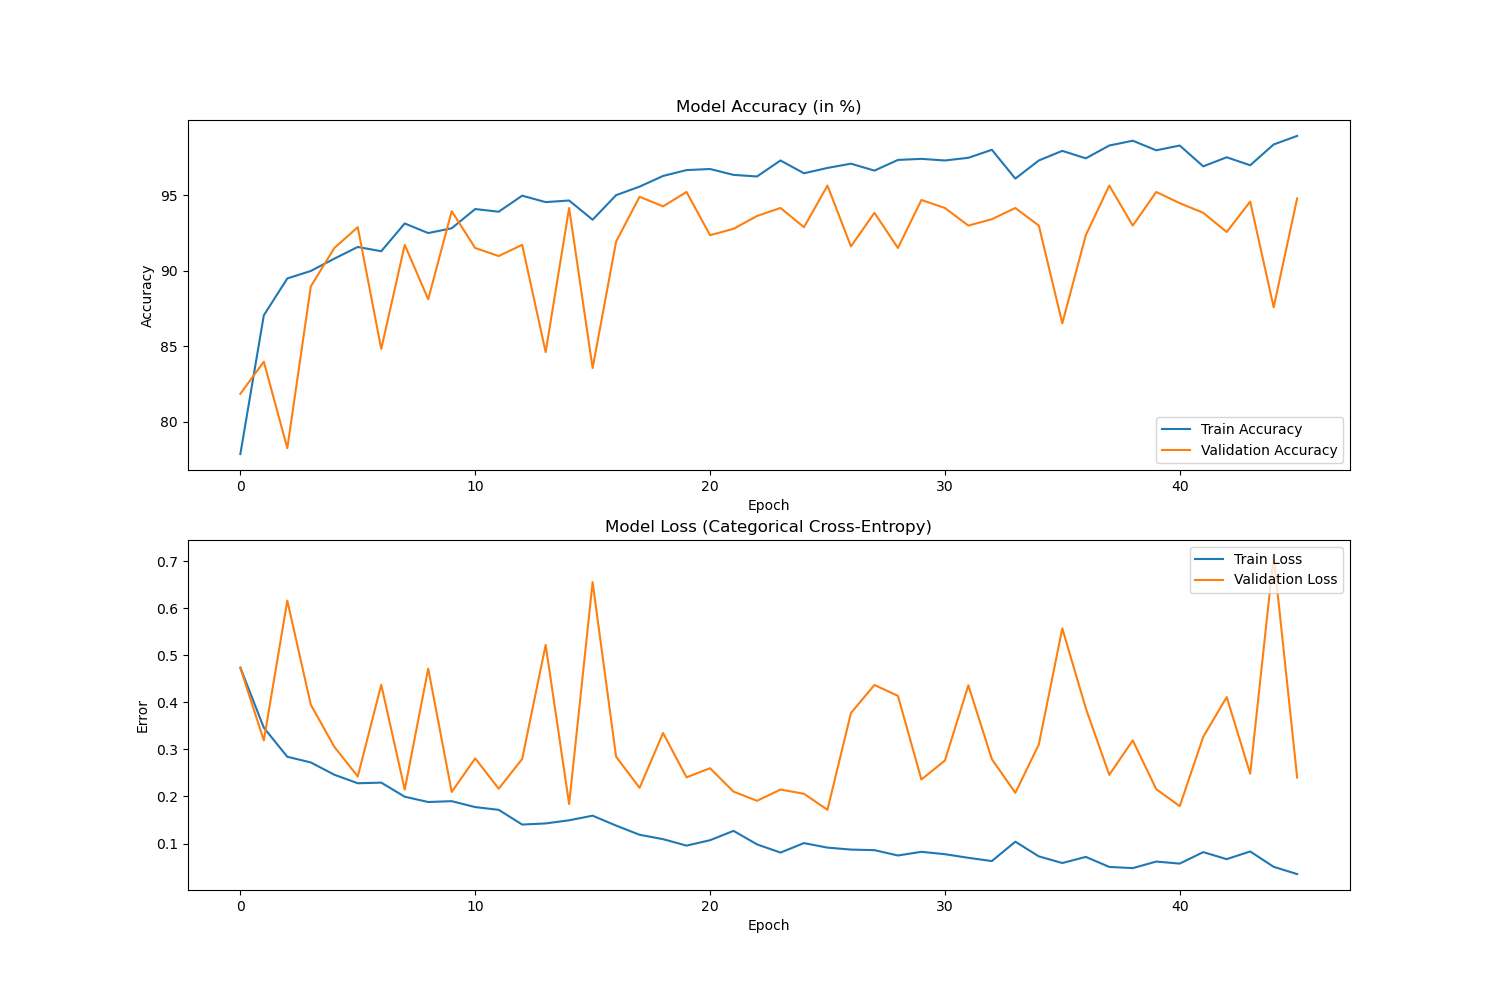 Model Accuracy (in %)
95
90
85
80
Accuracy
Train Accuracy
Validation Accuracy
0 10 20 30 40
Epoch
Model Loss (Categorical Cross-Entropy)
0.7
0.6
0.5
0.4
0.3
0.2
0.1
Error
Train Loss
Validation Loss
0 10 20 30 40
Epoch